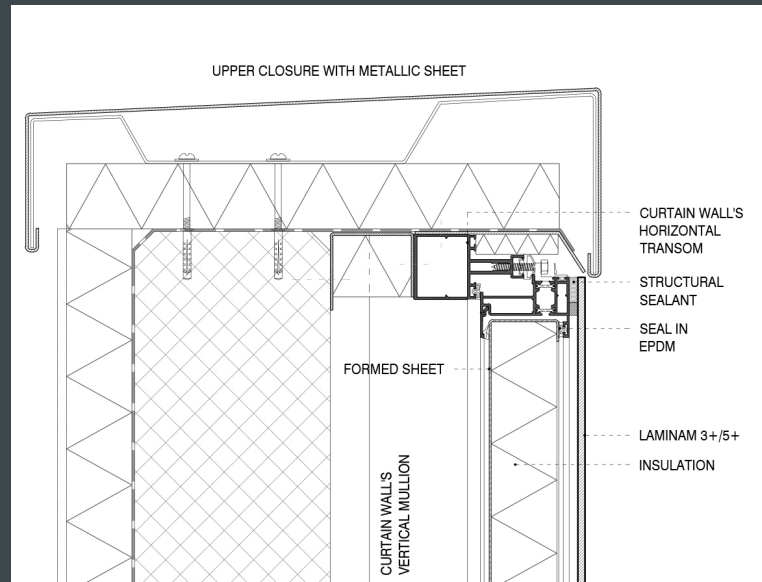 UPPER CLOSURE WITH METALLIC SHEET
CURTAIN WALL'S
HORIZONTAL
TRANSOM
STRUCTURAL
SEALANT
SEAL IN
EPDM
FORMED SHEET
LAMINAM 3+/5+
INSULATION
CURTAIN WALL'S
VERTICAL MULLION